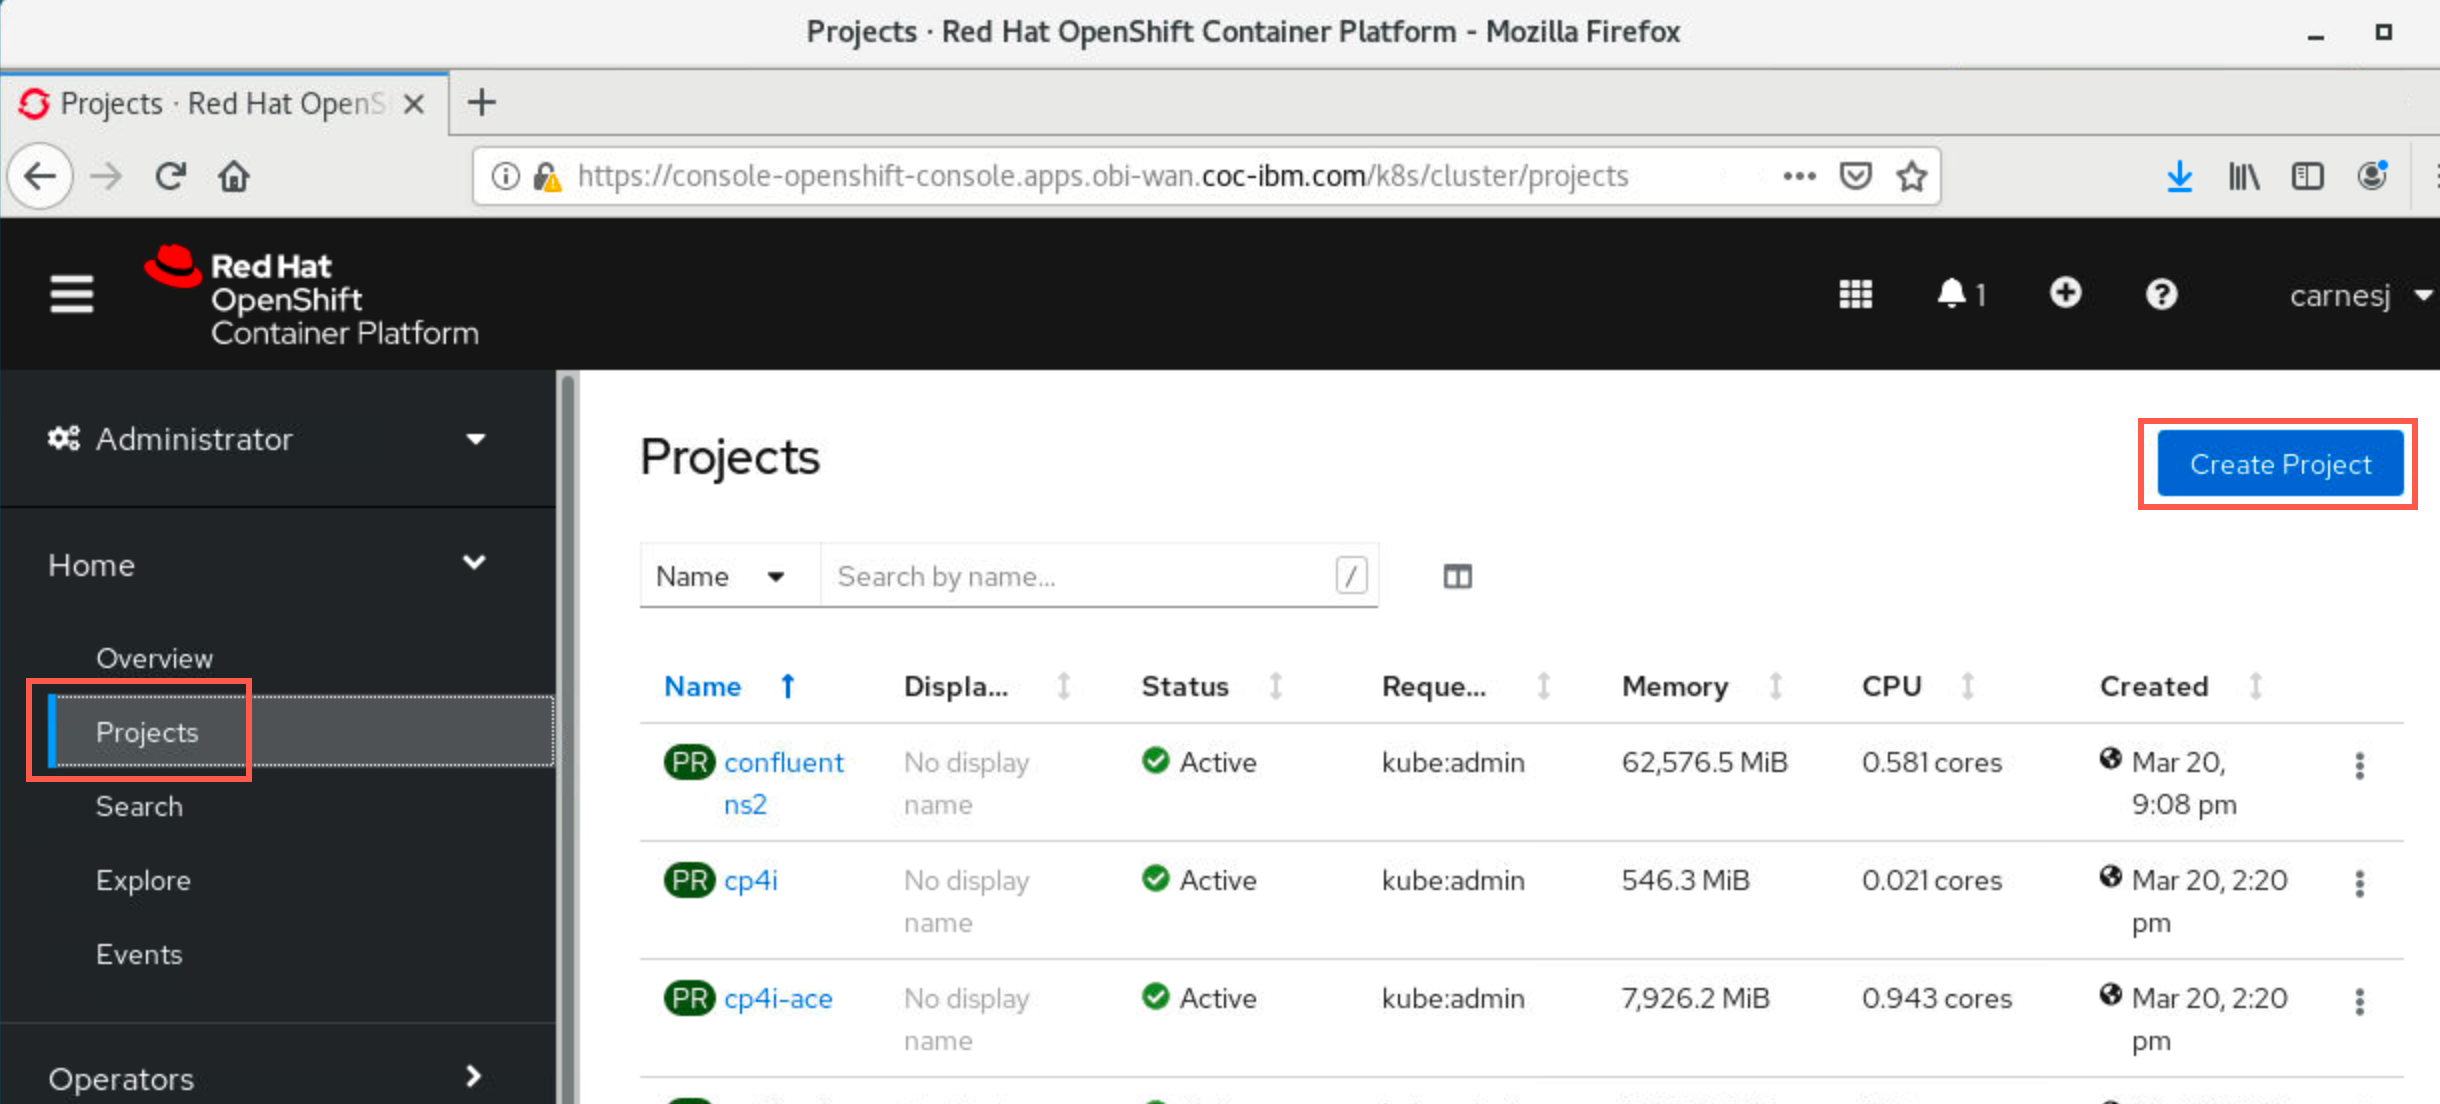 Projects · Red Hat OpenShift Container Platform - Mozilla Firefox
Projects · Red Hat OpenS
https://console-openshift-console.apps.obi-wan.coc-ibm.com/k8s/cluster/projects
Red Hat
OpenShift
Container Platform
1
carnesj
Administrator
Home
Overview
Projects
Search
Explore
Events
Operators
Projects
Create Project
Name
Search by name...
/
Name Displa... Status Reque... Memory CPU Created
PR confluent No display Active kube:admin 62,576.5 MiB 0.581 cores Mar 20,
ns2 name 9:08 pm
PR cp4i No display Active kube:admin 546.3 MiB 0.021 cores Mar 20, 2:20
name pm
PR cp4i-ace No display Active kube:admin 7,926.2 MiB 0.943 cores Mar 20, 2:20
name pm